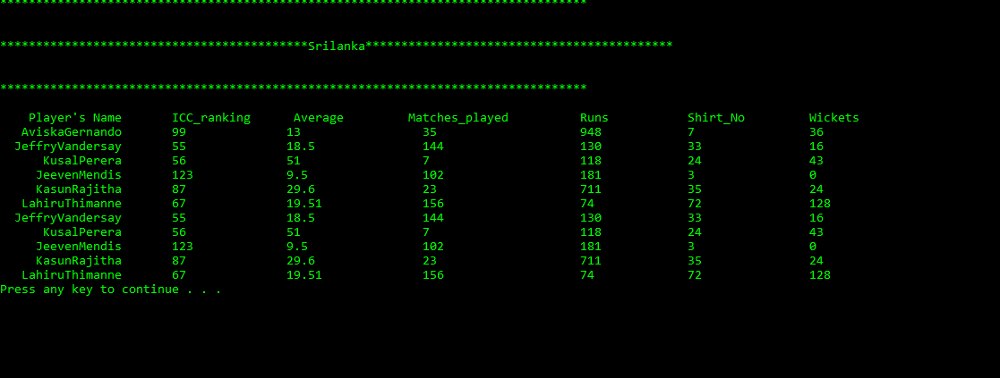 **********************************************************************************
*******************************************Srilanka*******************************************
**********************************************************************************
Player's Name ICC_ranking Average Matches_played Runs Shirt_No Wickets
AviskaGernando 99 13 35 948 7 36
JeffryVandersay 55 18.5 144 130 33 16
KusalPerera 56 51 7 118 24 43
JeevenMendis 123 9.5 102 181 3 0
KasunRajitha 87 29.6 23 711 35 24
LahiruThimanne 67 19.51 156 74 72 128
JeffryVandersay 55 18.5 144 130 33 16
KusalPerera 56 51 7 118 24 43
JeevenMendis 123 9.5 102 181 3 0
KasunRajitha 87 29.6 23 711 35 24
LahiruThimanne 67 19.51 156 74 72 128
Press any key to continue . . .